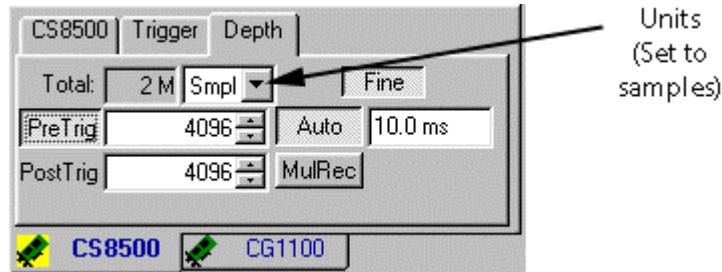 CS8500 Trigger Depth
Units
(Set to
samples)
Total: 2 M Smpl Fine
PreTrig 4096 Auto 10.0 ms
PostTrig 4096 MulRec
CS8500 CG1100